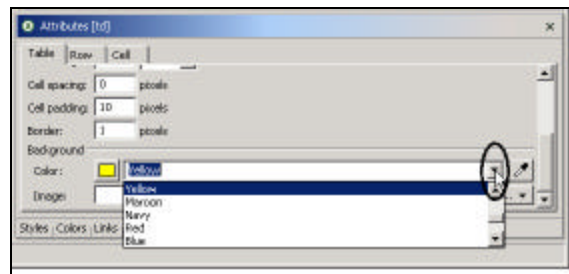 Attributes [td]
Table Row Cell
Cell spacing: 0 pixels
Cell padding: 10 pixels
Border: 1 pixels
Background
Color: Yellow
Image: ...
Yellow
Maroon
Navy
Red
Blue
Styles Colors Links